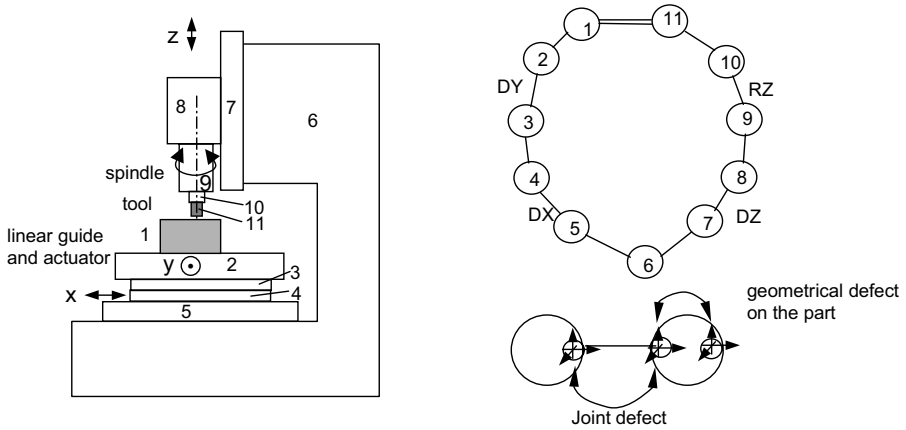 z
8
7
6
spindle
9
tool
10
11
1
linear guide
and actuator
y
2
3
x
4
5
1
11
2
10
DY
RZ
3
9
4
8
DX
DZ
5
7
6
geometrical defect
on the part
Joint defect